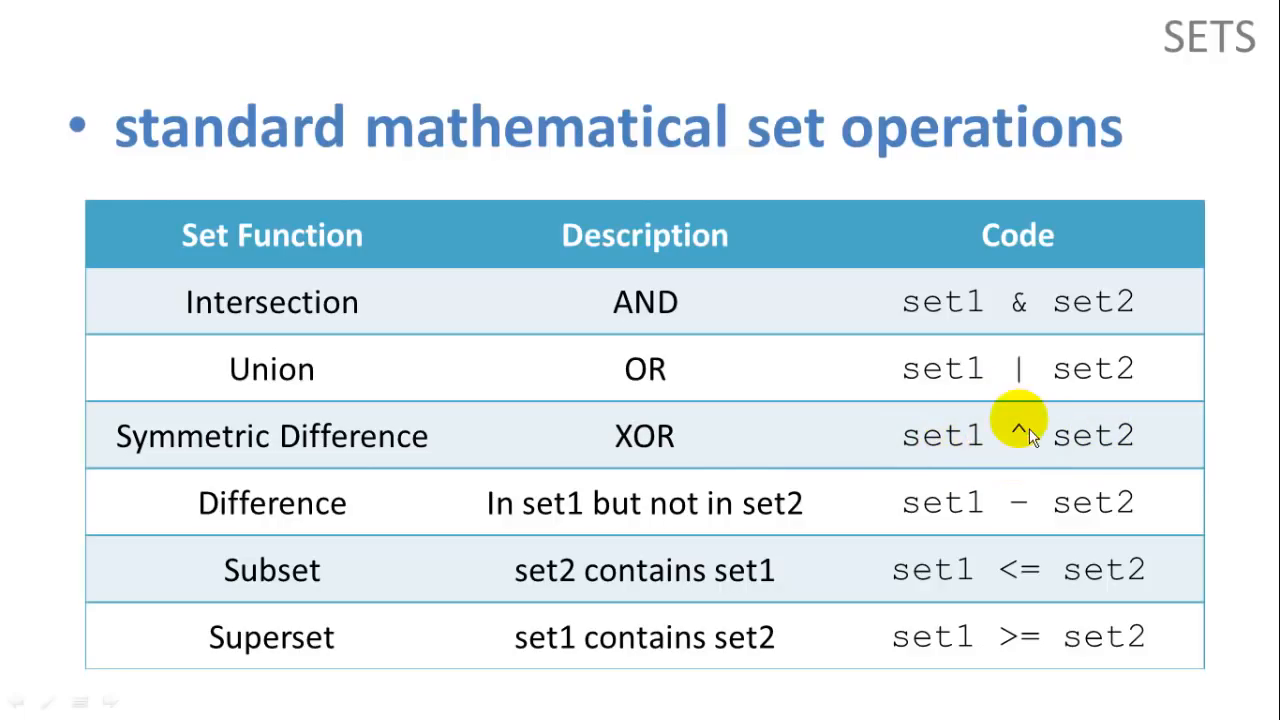 SETS
• standard mathematical set operations
Set Function Description Code
Intersection AND set1 & set2
Union OR set1 | set2
Symmetric Difference XOR set1 ^ set2
Difference In set1 but not in set2 set1 – set2
Subset set2 contains set1 set1 <= set2
Superset set1 contains set2 set1 >= set2